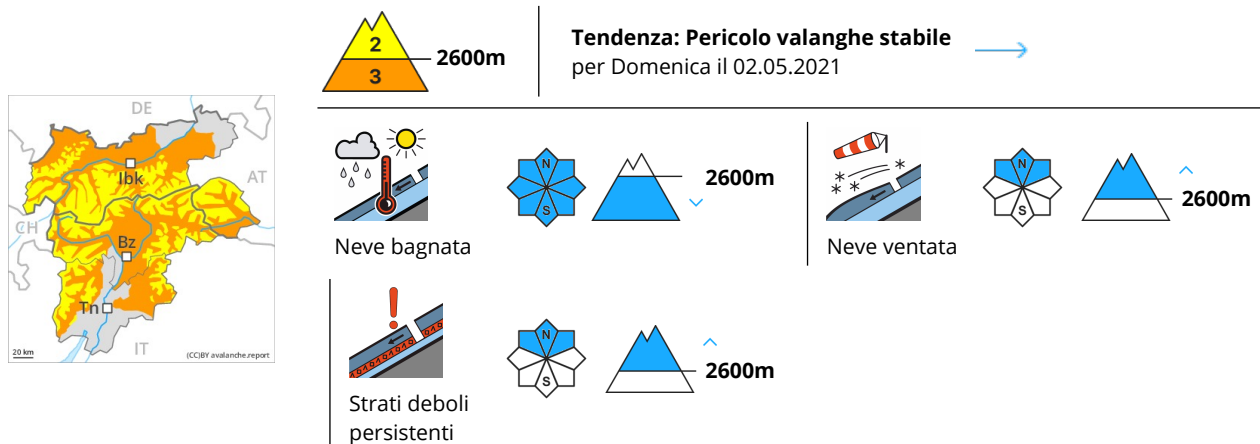 2
3
2600m
Tendenza: Pericolo valanghe stabile
per Domenica il 02.05.2021
DE
AT
CH
IT
Ibk
Bz
Tn
20 km
(CC)BY avalanche.report
N
S
2600m
Neve bagnata
N
S
2600m
Neve ventata
N
S
2600m
Strati deboli
persistenti